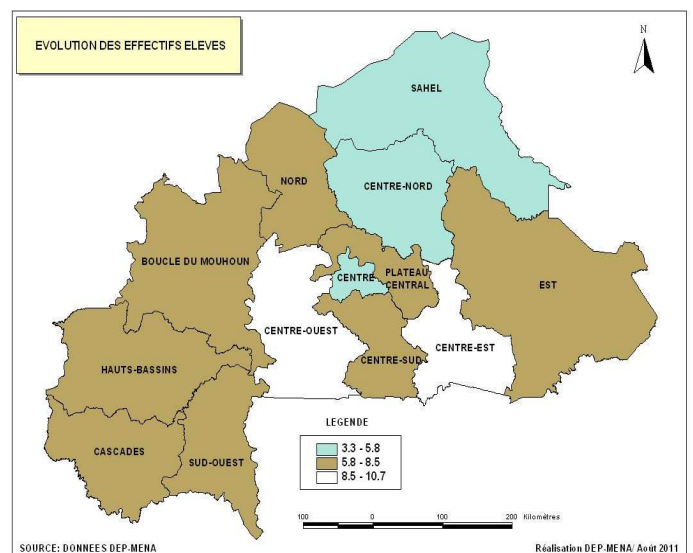 EVOLUTION DES EFFECTIFS ELEVES
N
SAHEL
NORD
CENTRE-NORD
BOUCLE DU MOUHOUN
CENTRE
PLATEAU
CENTRAL
EST
CENTRE-OUEST
CENTRE-EST
CENTRE-SUD
HAUTS-BASSINS
CASCADES
SUD-OUEST
LEGENDE
3.3 - 5.8
5.8 - 8.5
8.5 - 10.7
100 0 100 200 Kilométres
SOURCE: DONNEES DEP-MENA
Réalisation DEP-MENA/ Août 2011